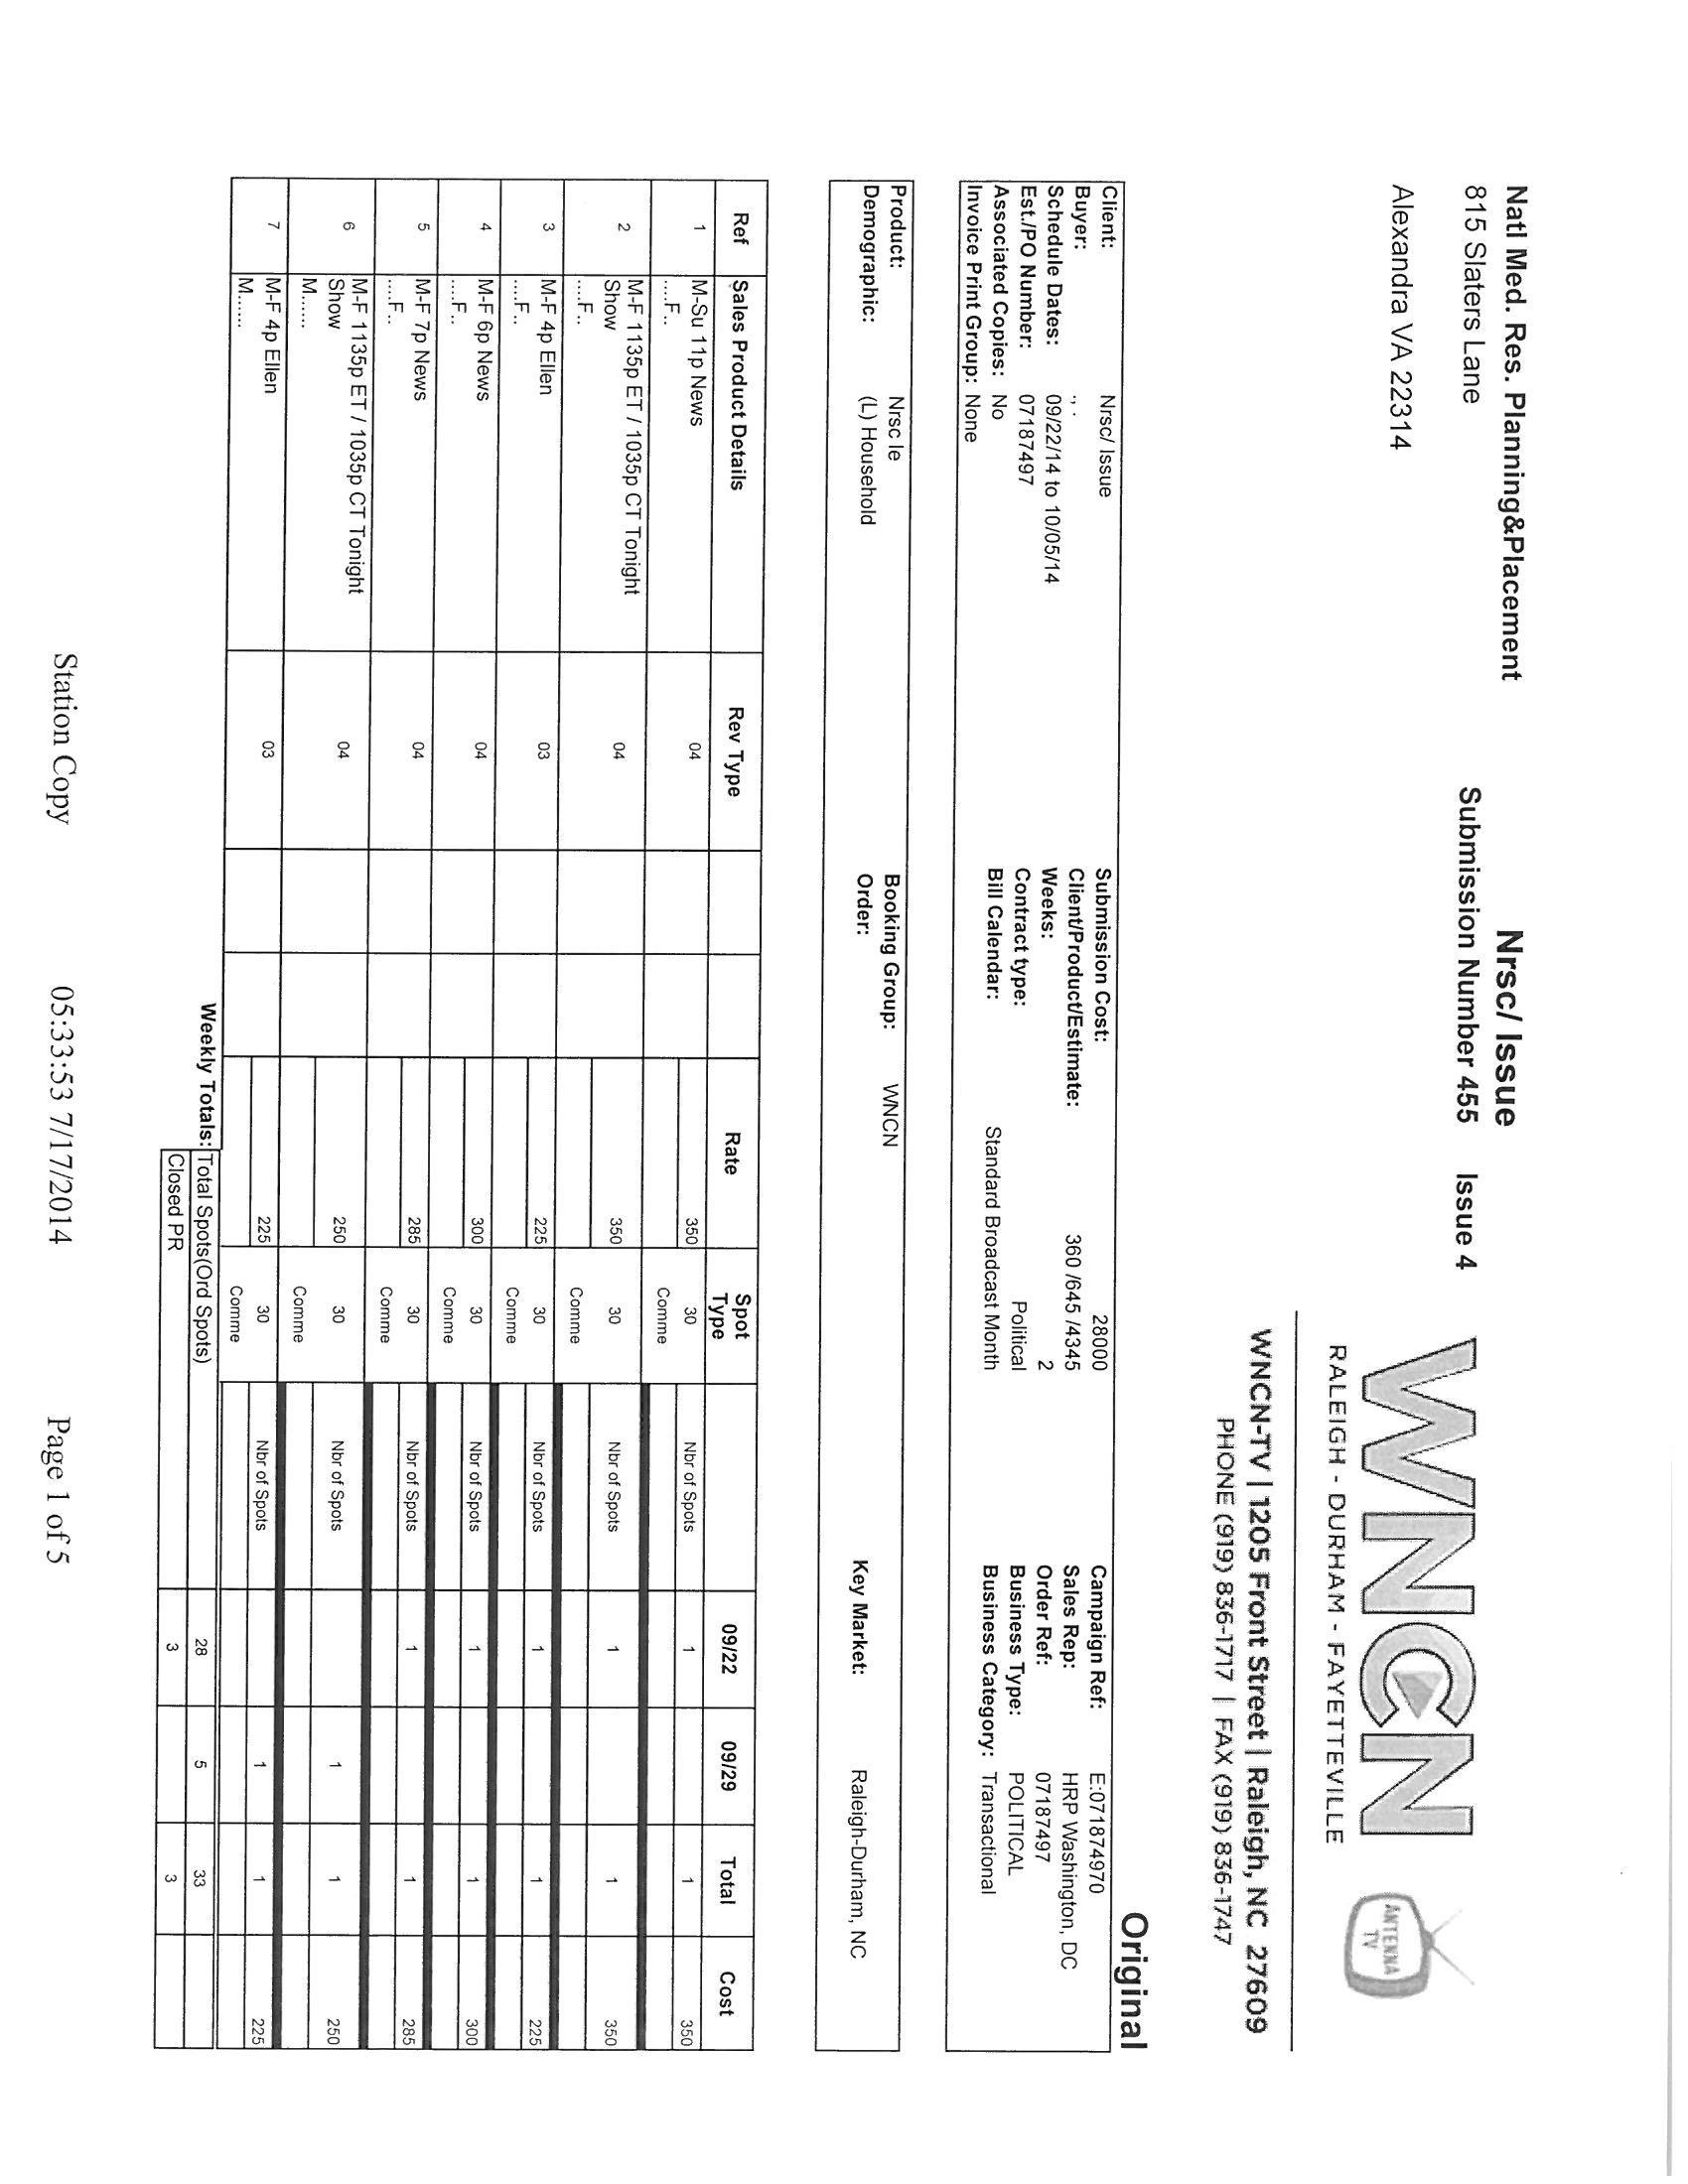 Natl Med. Res. Planning&Placement
815 Slaters Lane
Alexandra VA 22314
Nrsc/ Issue
Submission Number 455 Issue 4
WNCN
RALEIGH - DURHAM - FAYETTEVILLE
ANTENNA TV
WNCN-TV | 1205 Front Street | Raleigh, NC 27609
PHONE (919) 836-1717 | FAX (919) 836-1747
Original
Client: Nrsc/ Issue Submission Cost: 28000 Campaign Ref: E:071874970
Buyer: ., . Client/Product/Estimate: 360 /645 /4345 Sales Rep: HRP Washington, DC
Schedule Dates: 09/22/14 to 10/05/14 Weeks: 2 Order Ref: 07187497
Est./PO Number: 07187497 Contract type: Political Business Type: POLITICAL
Associated Copies: No Bill Calendar: Standard Broadcast Month Business Category: Transactional
Invoice Print Group: None
Product: Nrsc Ie Booking Group: WNCN
Demographic: (L) Household Order: Key Market: Raleigh-Durham, NC
Ref Sales Product Details Rev Type Rate Spot Type 09/22 09/29 Total Cost
1 M-Su 11p News 04 350 30 Nbr of Spots 1 1 350
....F.. Comme
2 M-F 1135p ET / 1035p CT Tonight 04 350 30 Nbr of Spots 1 1 350
Show
....F.. Comme
3 M-F 4p Ellen 03 225 30 Nbr of Spots 1 1 225
....F.. Comme
4 M-F 6p News 04 300 30 Nbr of Spots 1 1 300
....F.. Comme
5 M-F 7p News 04 285 30 Nbr of Spots 1 1 285
....F.. Comme
6 M-F 1135p ET / 1035p CT Tonight 04 250 30 Nbr of Spots 1 1 250
Show
M...... Comme
7 M-F 4p Ellen 03 225 30 Nbr of Spots 1 1 225
M...... Comme
Weekly Totals: Total Spots(Ord Spots) 28 5 33
Closed PR 3 3
Station Copy 05:33:53 7/17/2014 Page 1 of 5